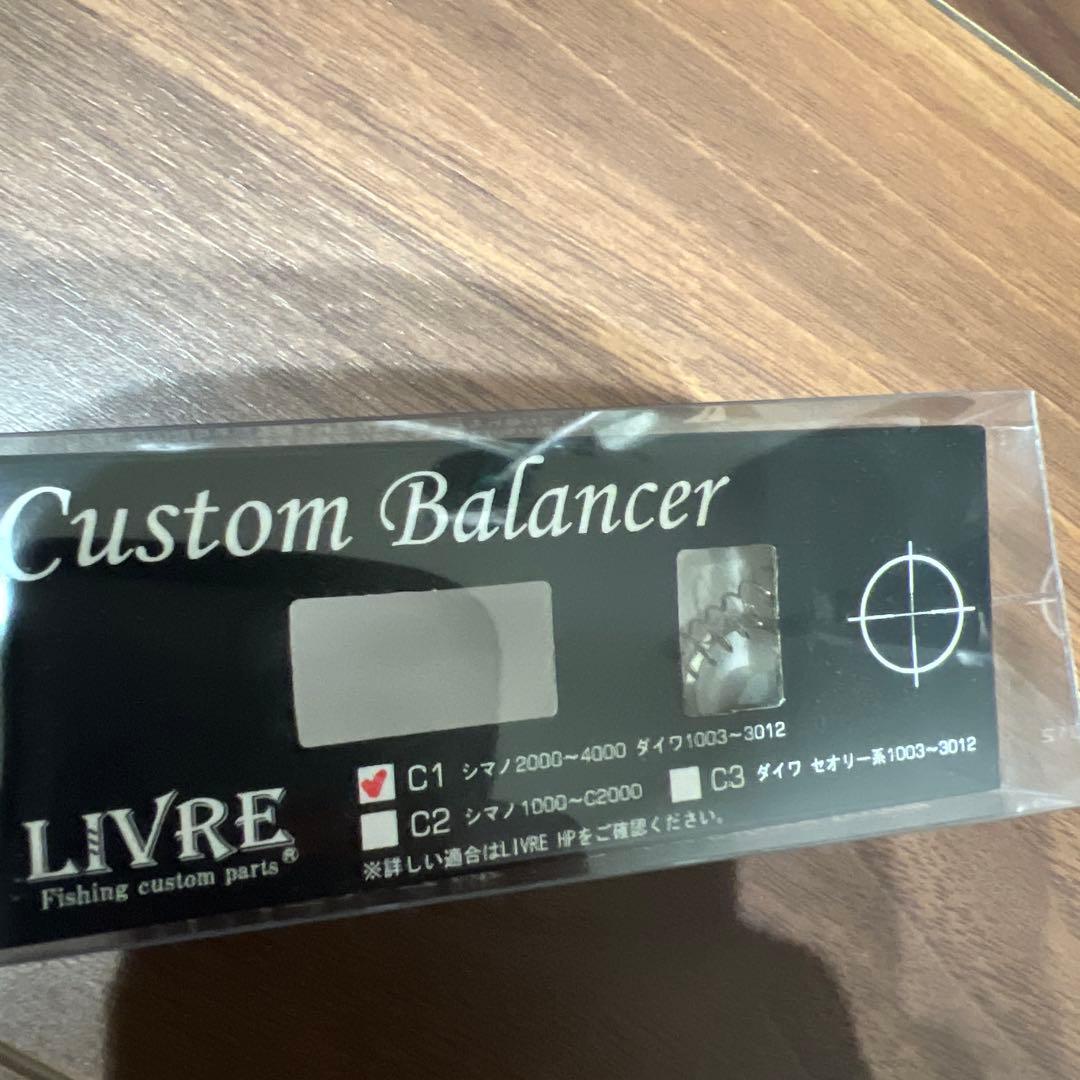 Custom Balancer
C1 シマノ2000〜4000 ダイワ1003〜3012
C2 シマノ1000〜C2000
C3 ダイワ セオリー系1003〜3012
※詳しい適合はLIVRE HPをご確認ください。
LIVRE
Fishing custom parts®